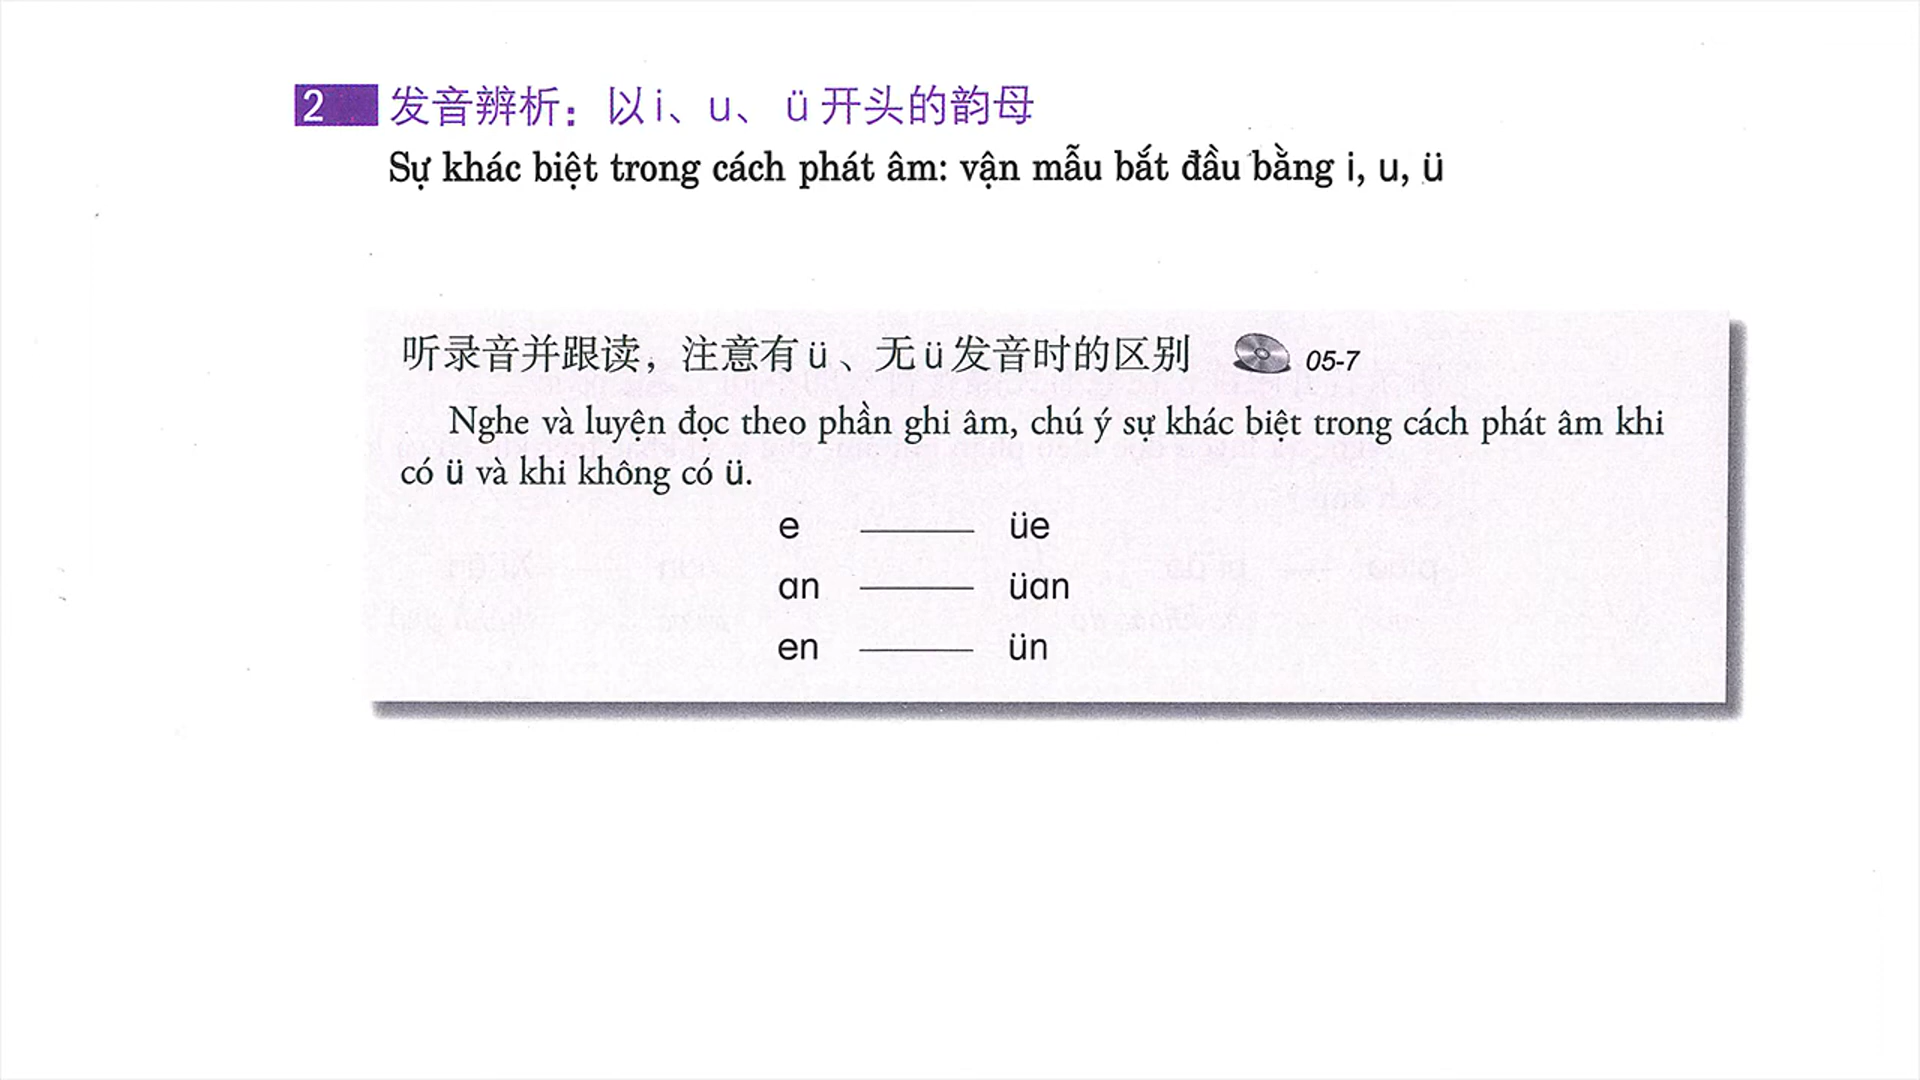 2 发音辨析：以 i、u、ü 开头的韵母
Sự khác biệt trong cách phát âm: vận mẫu bắt đầu bằng i, u, ü
听录音并跟读，注意有 ü、无 ü 发音时的区别 05-7
Nghe và luyện đọc theo phần ghi âm, chú ý sự khác biệt trong cách phát âm khi
có ü và khi không có ü.
e ——— üe
an ——— üan
en ——— ün